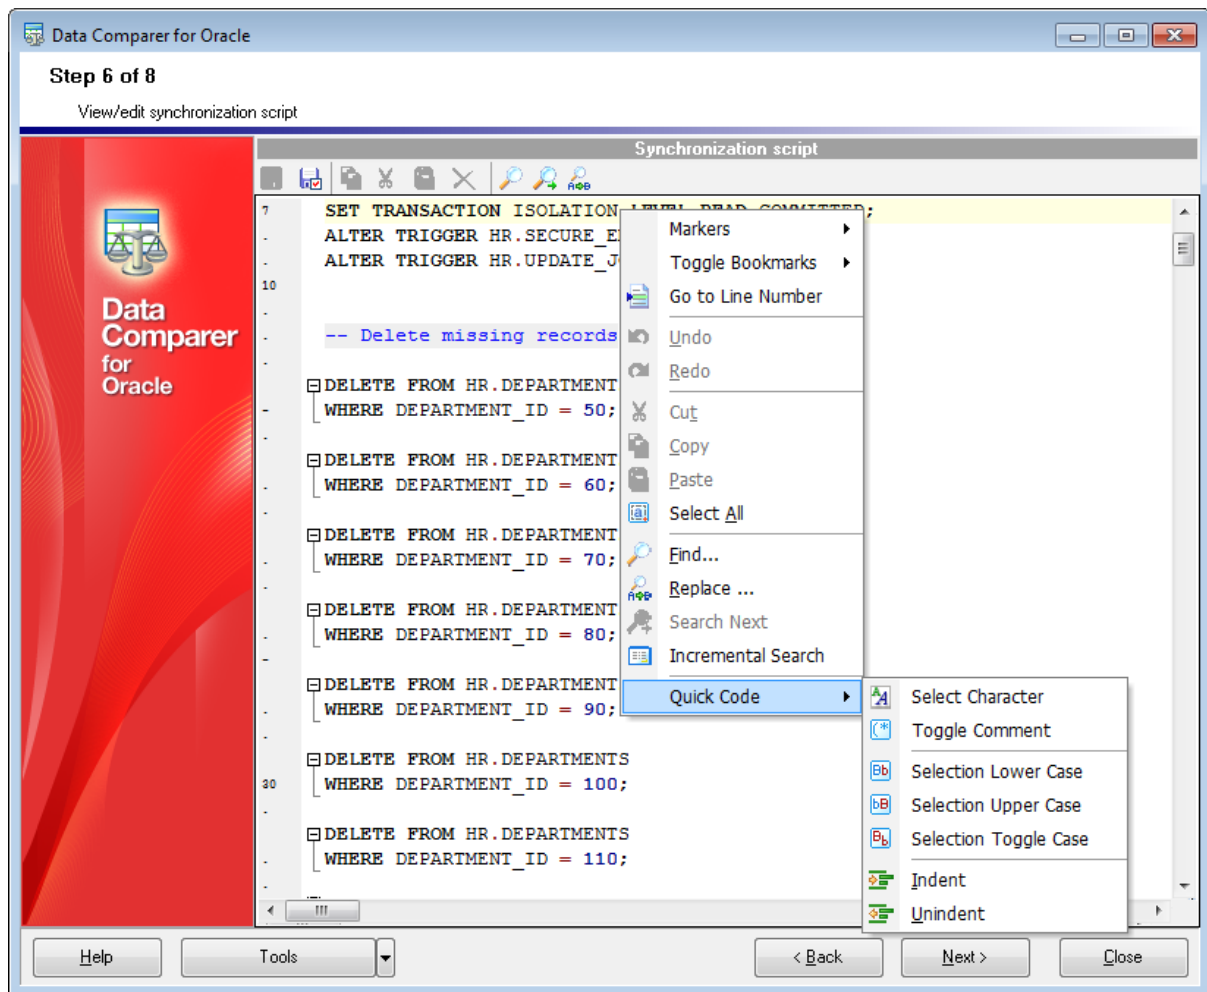 Data Comparer for Oracle
Step 6 of 8
View/edit synchronization script
Synchronization script
Data
Comparer
for
Oracle
7 SET TRANSACTION ISOLATION LEVEL READ COMMITTED;
ALTER TRIGGER HR.SECURE_E
ALTER TRIGGER HR.UPDATE_J
10
-- Delete missing records
DELETE FROM HR.DEPARTMENT
WHERE DEPARTMENT_ID = 50;
DELETE FROM HR.DEPARTMENT
WHERE DEPARTMENT_ID = 60;
DELETE FROM HR.DEPARTMENT
WHERE DEPARTMENT_ID = 70;
DELETE FROM HR.DEPARTMENT
WHERE DEPARTMENT_ID = 80;
DELETE FROM HR.DEPARTMENT
WHERE DEPARTMENT_ID = 90;
DELETE FROM HR.DEPARTMENTS
30 WHERE DEPARTMENT_ID = 100;
DELETE FROM HR.DEPARTMENTS
WHERE DEPARTMENT_ID = 110;
Markers
Toggle Bookmarks
Go to Line Number
Undo
Redo
Cut
Copy
Paste
Select All
Find...
Replace ...
Search Next
Incremental Search
Quick Code
Select Character
Toggle Comment
Selection Lower Case
Selection Upper Case
Selection Toggle Case
Indent
Unindent
Help
Tools
< Back
Next >
Close